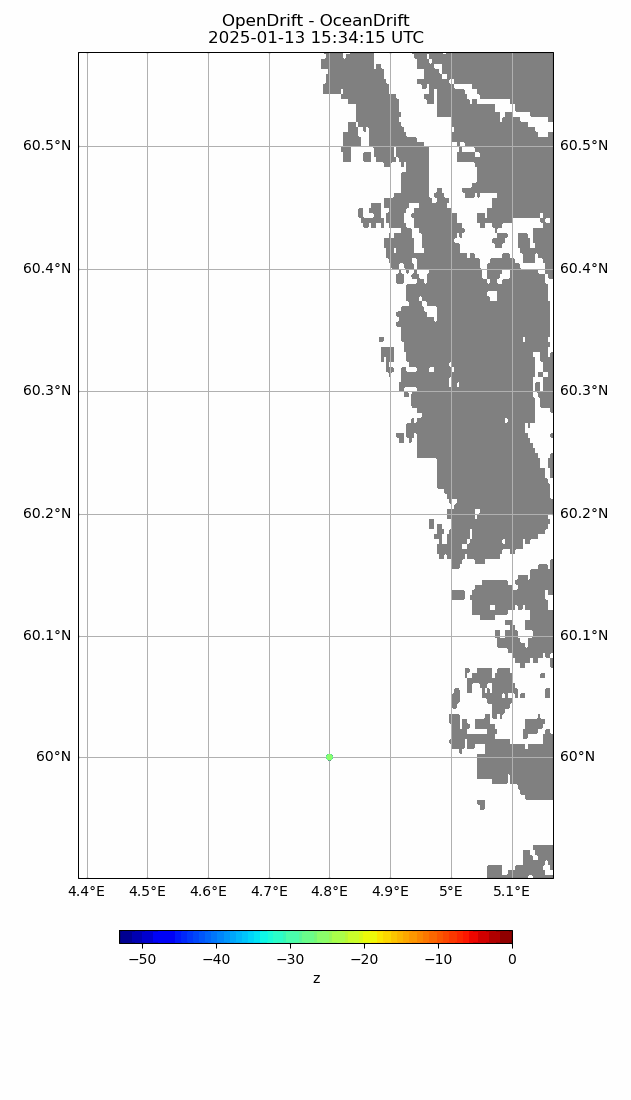 OpenDrift - OceanDrift
2025-01-13 15:34:15 UTC
60.5°N 60.5°N
60.4°N 60.4°N
60.3°N 60.3°N
60.2°N 60.2°N
60.1°N 60.1°N
60°N 60°N
4.4°E 4.5°E 4.6°E 4.7°E 4.8°E 4.9°E 5°E 5.1°E
−50 −40 −30 −20 −10 0
z